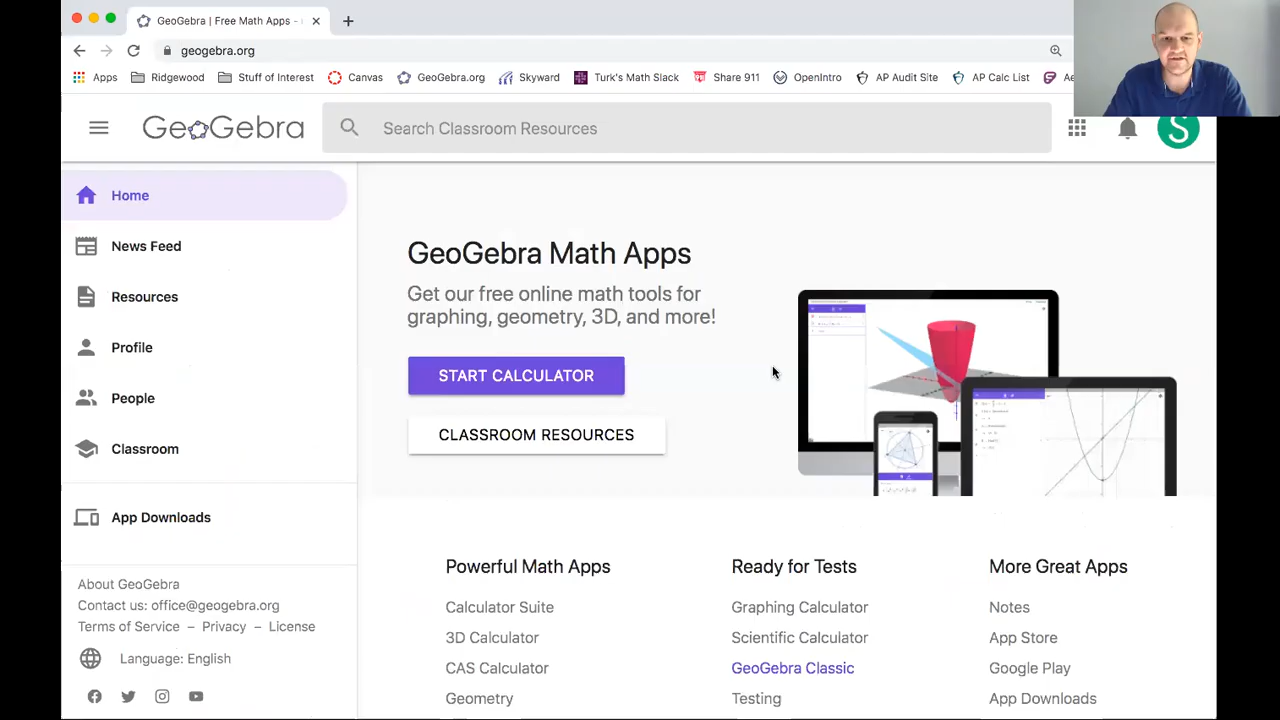 GeoGebra | Free Math Apps -
geogebra.org
Apps Ridgewood Stuff of Interest Canvas GeoGebra.org Skyward Turk's Math Slack Share 911 OpenIntro AP Audit Site AP Calc List
GeoGebra
Search Classroom Resources
S
Home
News Feed
Resources
Profile
People
Classroom
App Downloads
About GeoGebra
Contact us: office@geogebra.org
Terms of Service – Privacy – License
Language: English
GeoGebra Math Apps
Get our free online math tools for
graphing, geometry, 3D, and more!
START CALCULATOR
CLASSROOM RESOURCES
Powerful Math Apps
Calculator Suite
3D Calculator
CAS Calculator
Geometry
Ready for Tests
Graphing Calculator
Scientific Calculator
GeoGebra Classic
Testing
More Great Apps
Notes
App Store
Google Play
App Downloads